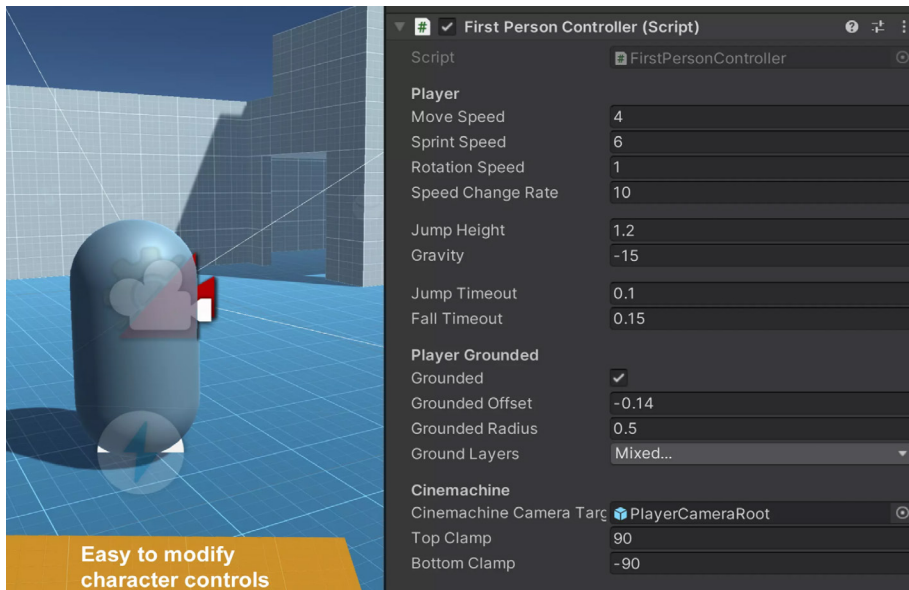 First Person Controller (Script)
Script
# FirstPersonController
Player
Move Speed 4
Sprint Speed 6
Rotation Speed 1
Speed Change Rate 10
Jump Height 1.2
Gravity -15
Jump Timeout 0.1
Fall Timeout 0.15
Player Grounded
Grounded
Grounded Offset -0.14
Grounded Radius 0.5
Ground Layers Mixed...
Cinemachine
Cinemachine Camera Targ PlayerCameraRoot
Top Clamp 90
Bottom Clamp -90
Easy to modify
character controls